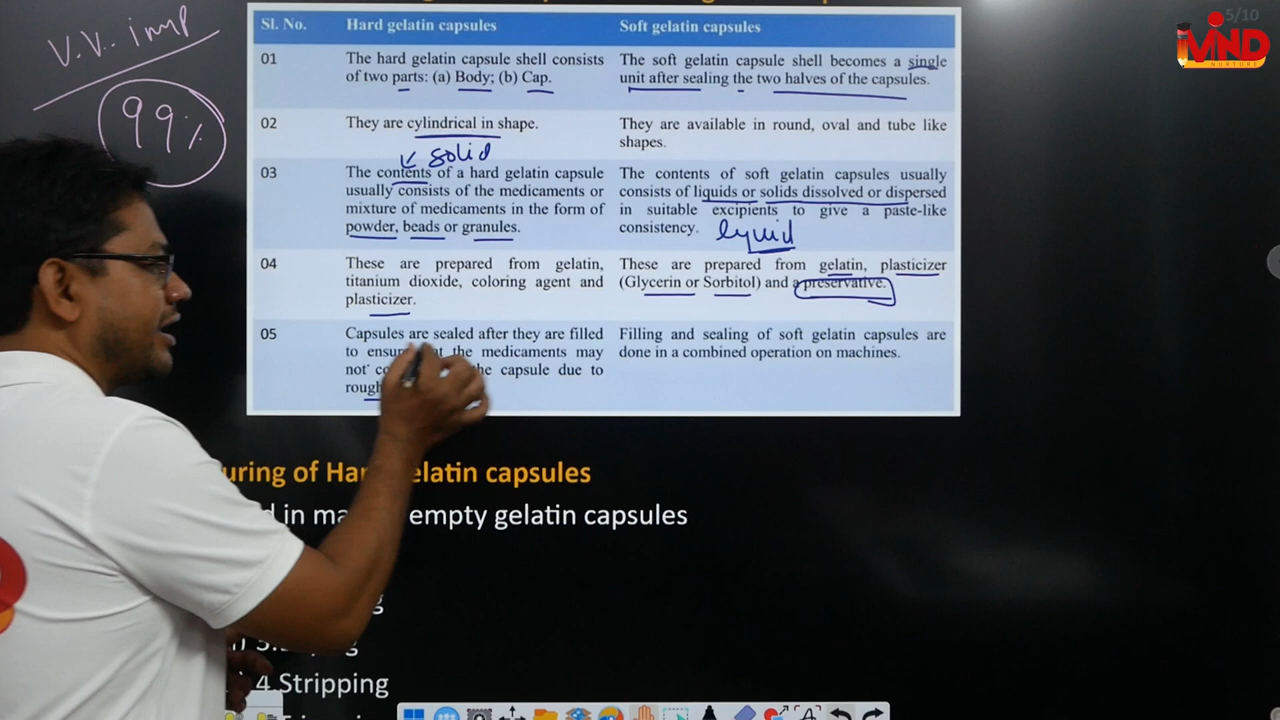 5/10
MIND
NURTURE
V.V.. imp
99%
Sl. No. Hard gelatin capsules Soft gelatin capsules
01 The hard gelatin capsule shell consists of two parts: (a) Body; (b) Cap. The soft gelatin capsule shell becomes a single unit after sealing the two halves of the capsules.
02 They are cylindrical in shape. They are available in round, oval and tube like shapes.
solid
03 The contents of a hard gelatin capsule usually consists of the medicaments or mixture of medicaments in the form of powder, beads or granules. The contents of soft gelatin capsules usually consists of liquids or solids dissolved or dispersed in suitable excipients to give a paste-like consistency.
liquid
04 These are prepared from gelatin, titanium dioxide, coloring agent and plasticizer. These are prepared from gelatin, plasticizer (Glycerin or Sorbitol) and a preservative.
05 Capsules are sealed after they are filled to the medicaments may not the capsule due to Filling and sealing of soft gelatin capsules are done in a combined operation on machines.
of gelatin capsules
in empty gelatin capsules
4.Stripping